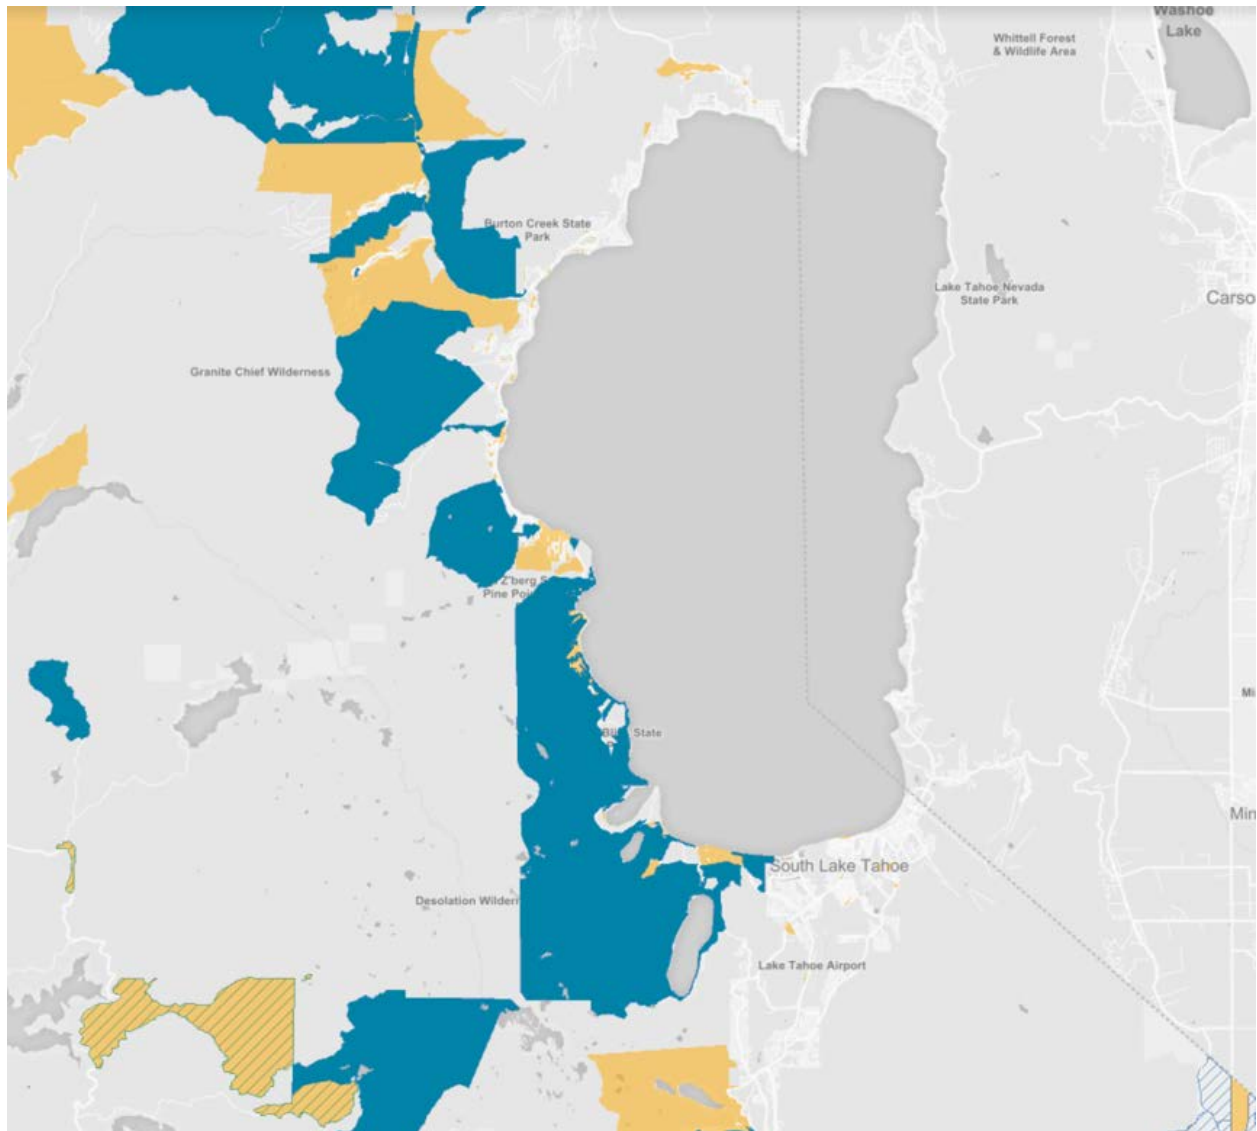 Washoe
Lake
Whittell Forest
& Wildlife Area
Burton Creek State
Park
Lake Tahoe Nevada
State Park
Carso
Granite Chief Wilderness
Z'berg S
Pine Poi
State
Mi
Min
South Lake Tahoe
Desolation Wilder
Lake Tahoe Airport